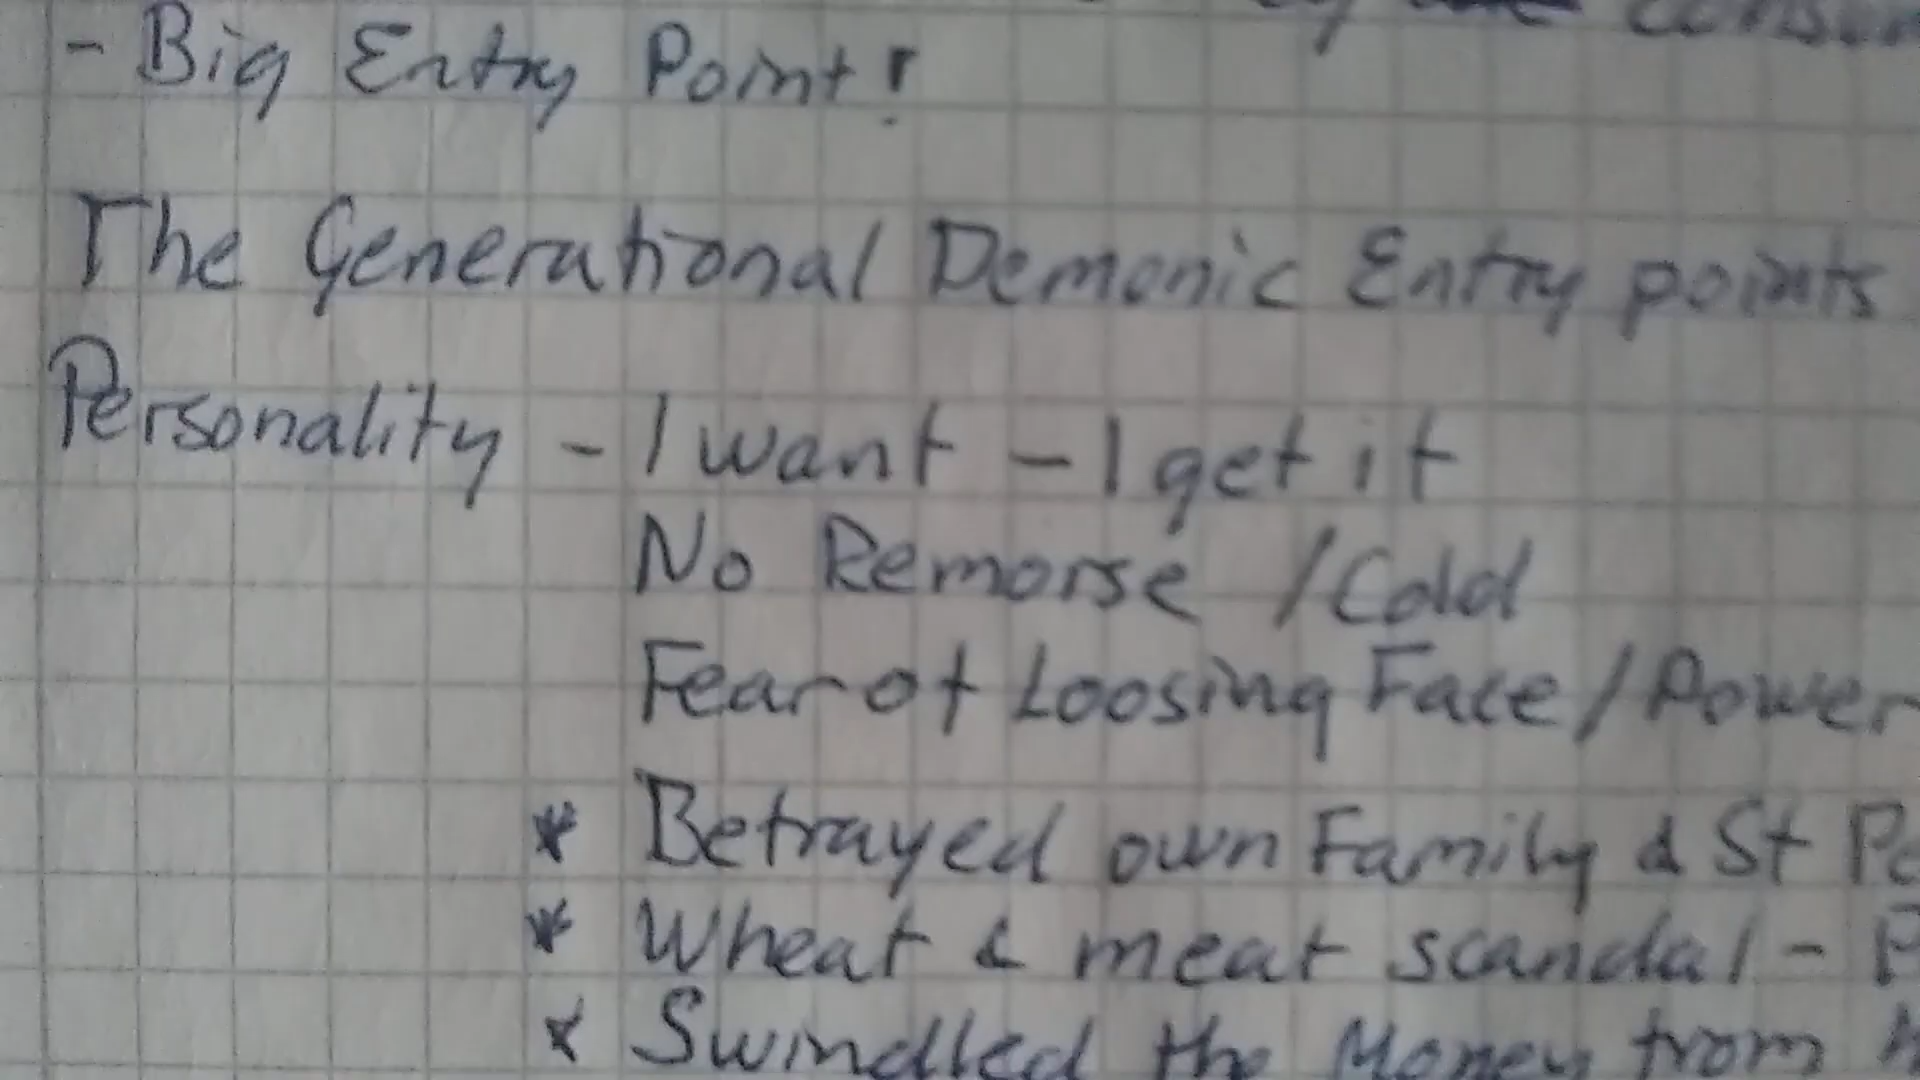 - Big Entry Point!
The Generational Demonic Entry points
Personality - I want - I get it
No Remorse / Cold
Fear of Loosing Face / Power
* Betrayed own Family & St
* Wheat & meat scandal -
* Swindled the Money from